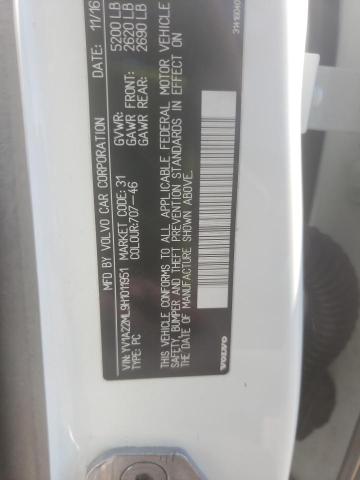 MFD BY VOLVO CAR CORPORATION DATE: 11/16
VIN: YV1A22ML9H1011951 GVWR: 5200 LB
MARKET CODE: 31 GAWR FRONT: 2620 LB
TYPE: PC COLOUR: 707-46 GAWR REAR: 2690 LB
THIS VEHICLE CONFORMS TO ALL APPLICABLE FEDERAL MOTOR VEHICLE
SAFETY, BUMPER AND THEFT PREVENTION STANDARDS IN EFFECT ON
THE DATE OF MANUFACTURE SHOWN ABOVE.
VOLVO